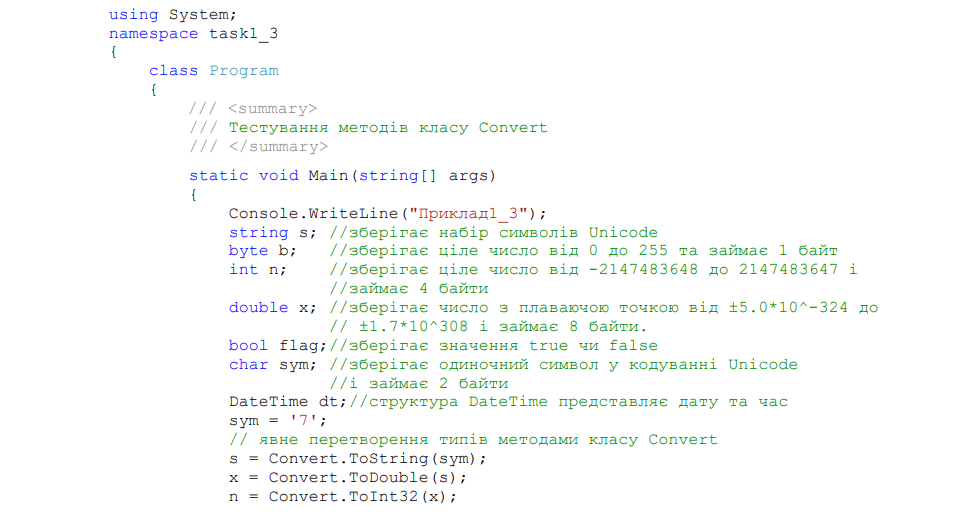 using System;
namespace task1_3
{
class Program
{
/// <summary>
/// Тестування методів класу Convert
/// </summary>
static void Main(string[] args)
{
Console.WriteLine("Приклад1_3");
string s; //зберігає набір символів Unicode
byte b; //зберігає ціле число від 0 до 255 та займає 1 байт
int n; //зберігає ціле число від -2147483648 до 2147483647 і
//займає 4 байти
double x; //зберігає число з плаваючою точкою від ±5.0*10^-324 до
// ±1.7*10^308 і займає 8 байти.
bool flag;//зберігає значення true чи false
char sym; //зберігає одиночний символ у кодуванні Unicode
//і займає 2 байти
DateTime dt;//структура DateTime представляє дату та час
sym = '7';
// явне перетворення типів методами класу Convert
s = Convert.ToString(sym);
x = Convert.ToDouble(s);
n = Convert.ToInt32(x);